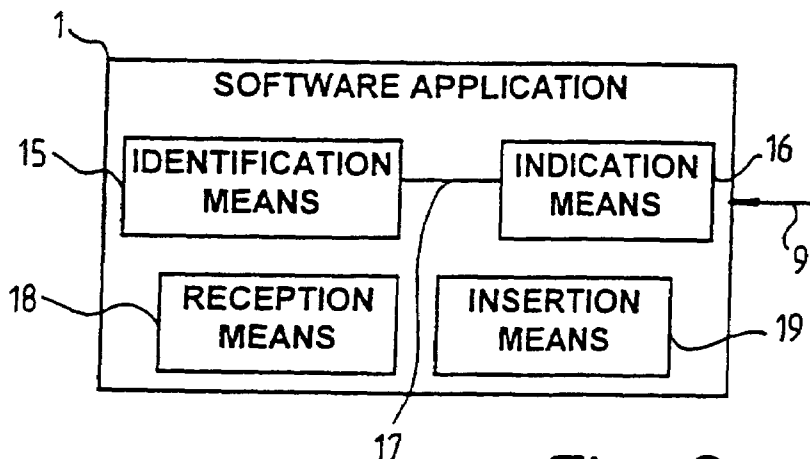 1
SOFTWARE APPLICATION
15
IDENTIFICATION
MEANS
INDICATION
MEANS
16
9
18
RECEPTION
MEANS
INSERTION
MEANS
19
17